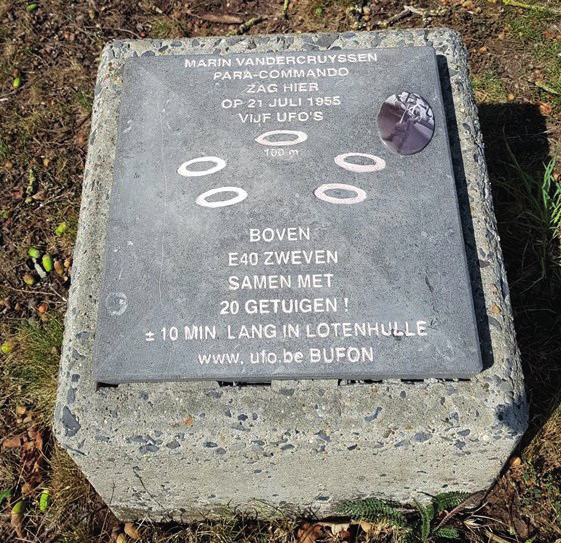 MARIN VANDERCRUYSSEN
PARA-COMMANDO
ZAG HIER
OP 21 JULI 1955
VIJF UFO'S
100 m
BOVEN
E40 ZWEVEN
SAMEN MET
20 GETUIGEN !
± 10 MIN. LANG IN LOTENHULLE
www. ufo.be BUFON